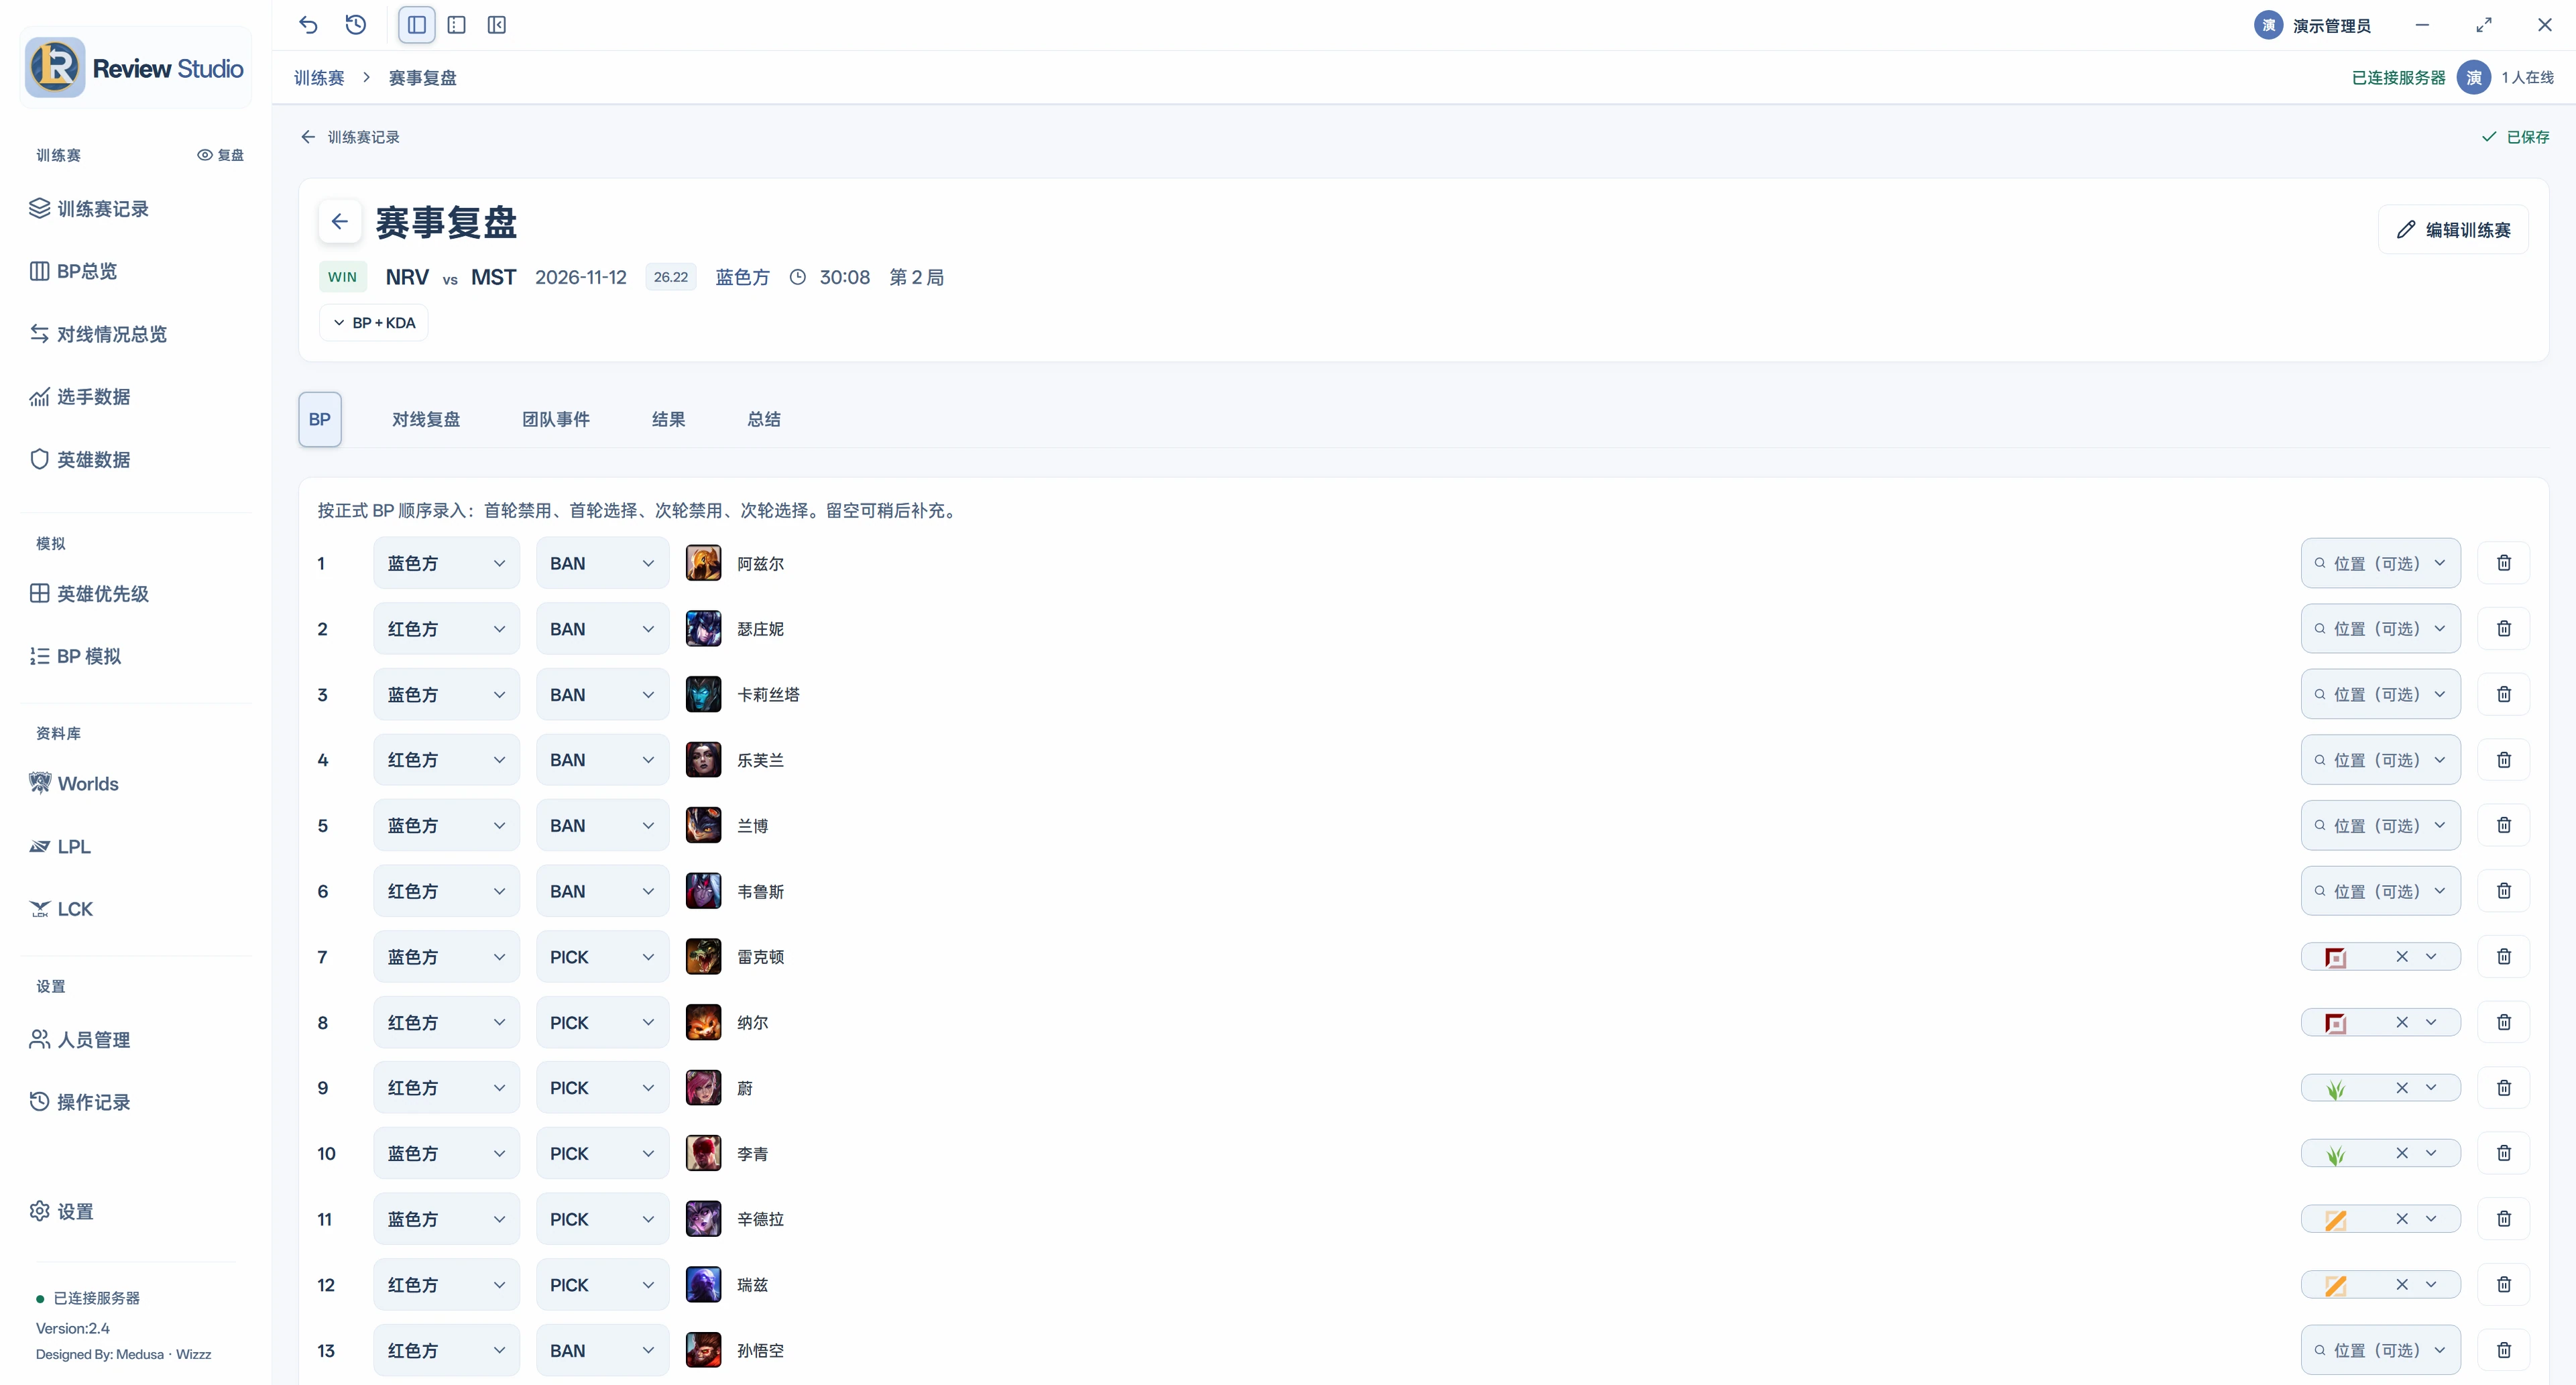 演 演示管理员
Review Studio
训练赛 > 赛事复盘
已连接服务器 演 1 人在线
训练赛记录
已保存
训练赛 复盘
训练赛记录
BP总览
对线情况总览
选手数据
英雄数据
模拟
英雄优先级
BP 模拟
资料库
Worlds
LPL
LCK
设置
人员管理
操作记录
设置
已连接服务器
Version:2.4
Designed By: Medusa · Wizzz
赛事复盘
编辑训练赛
WIN NRV vs MST 2026-11-12 26.22 蓝色方 30:08 第 2 局
BP + KDA
BP 对线复盘 团队事件 结果 总结
按正式 BP 顺序录入：首轮禁用、首轮选择、次轮禁用、次轮选择。留空可稍后补充。
1 蓝色方 BAN 阿兹尔 位置（可选）
2 红色方 BAN 瑟庄妮 位置（可选）
3 蓝色方 BAN 卡莉丝塔 位置（可选）
4 红色方 BAN 乐芙兰 位置（可选）
5 蓝色方 BAN 兰博 位置（可选）
6 红色方 BAN 韦鲁斯 位置（可选）
7 蓝色方 PICK 雷克顿
8 红色方 PICK 纳尔
9 红色方 PICK 蔚
10 蓝色方 PICK 李青
11 蓝色方 PICK 辛德拉
12 红色方 PICK 瑞兹
13 红色方 BAN 孙悟空 位置（可选）